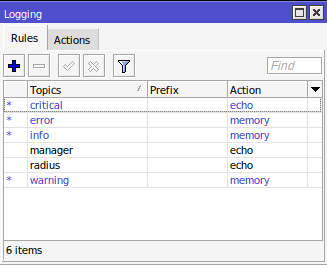 Logging
Rules Actions
Find
Topics / Prefix Action
* critical echo
* error memory
* info memory
manager echo
radius echo
* warning memory
6 items